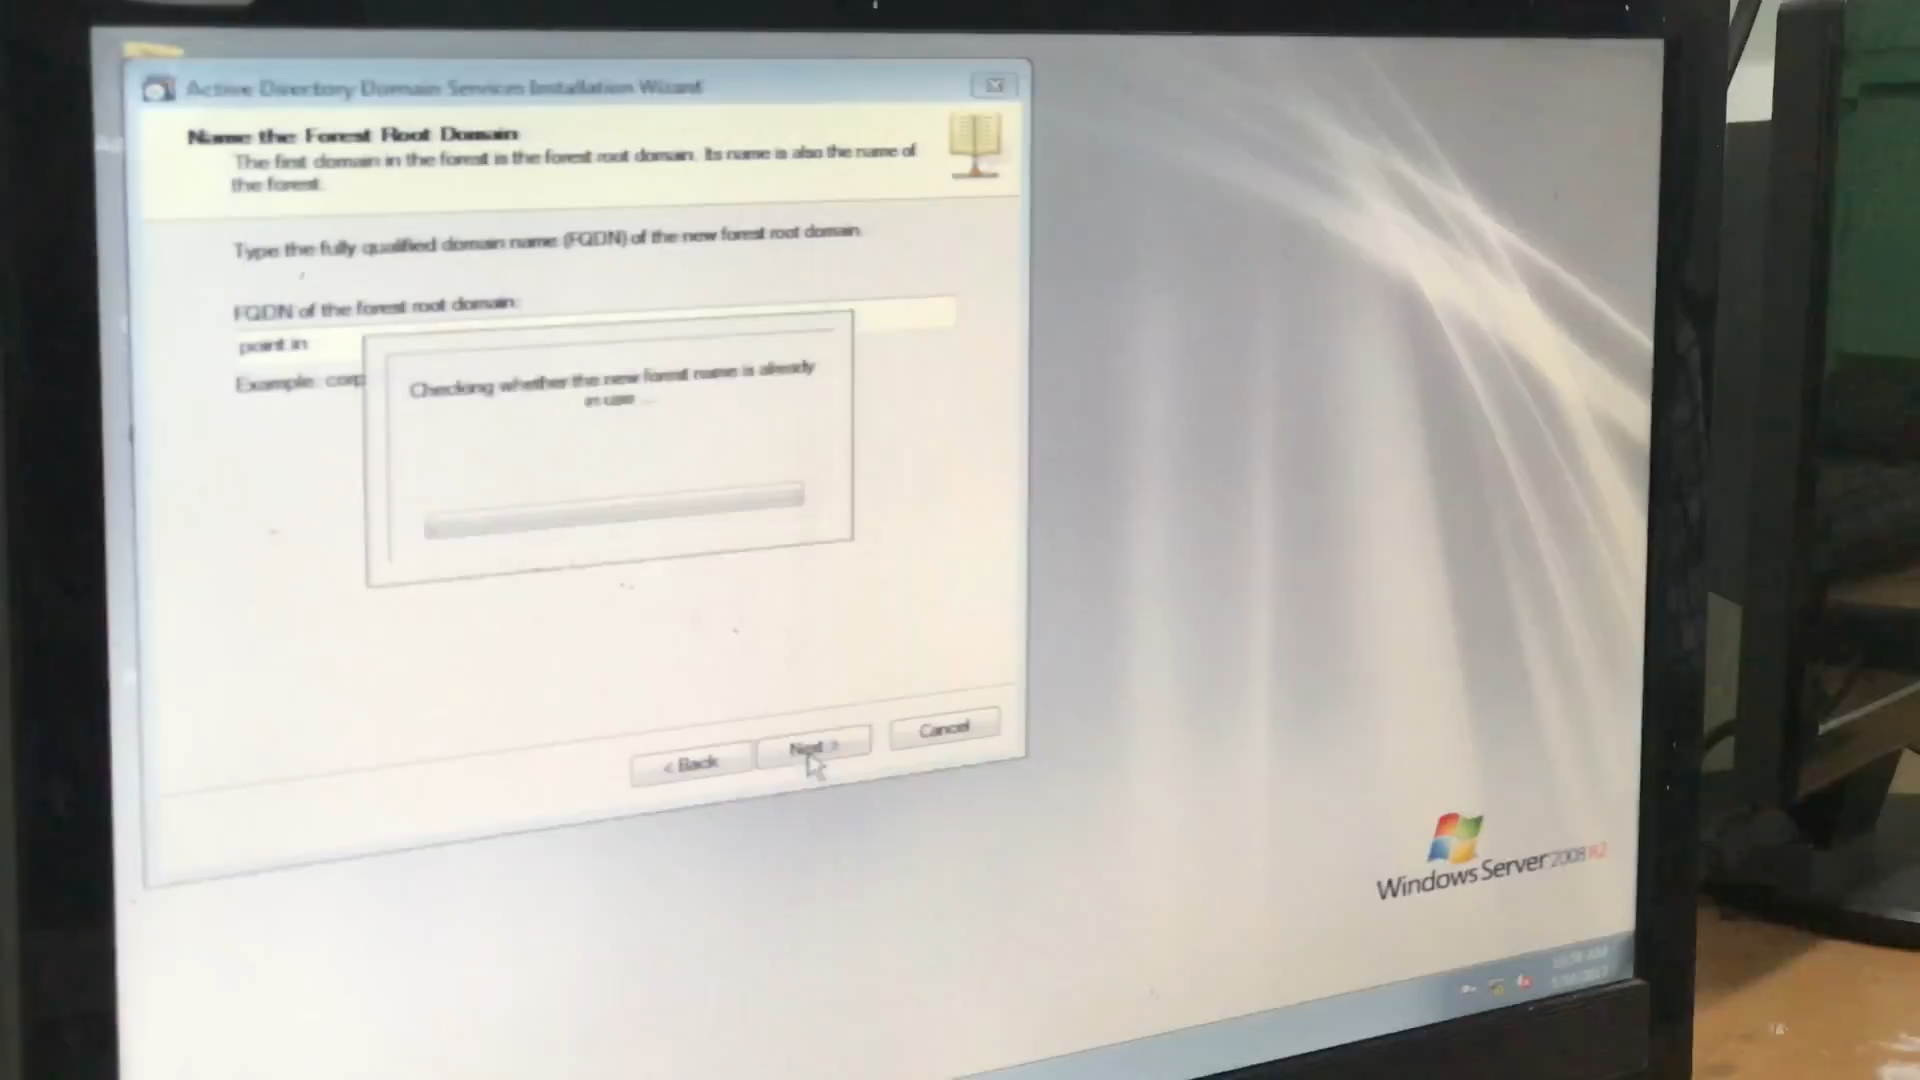 Active Directory Domain Services Installation Wizard
Name the Forest Root Domain
The first domain in the forest is the forest root domain. Its name is also the name of
the forest.
Type the fully qualified domain name (FQDN) of the new forest root domain.
FQDN of the forest root domain:
point.in
Example: corp
Checking whether the new forest name is already
in use ...
< Back
Next >
Cancel
Windows Server 2008 R2